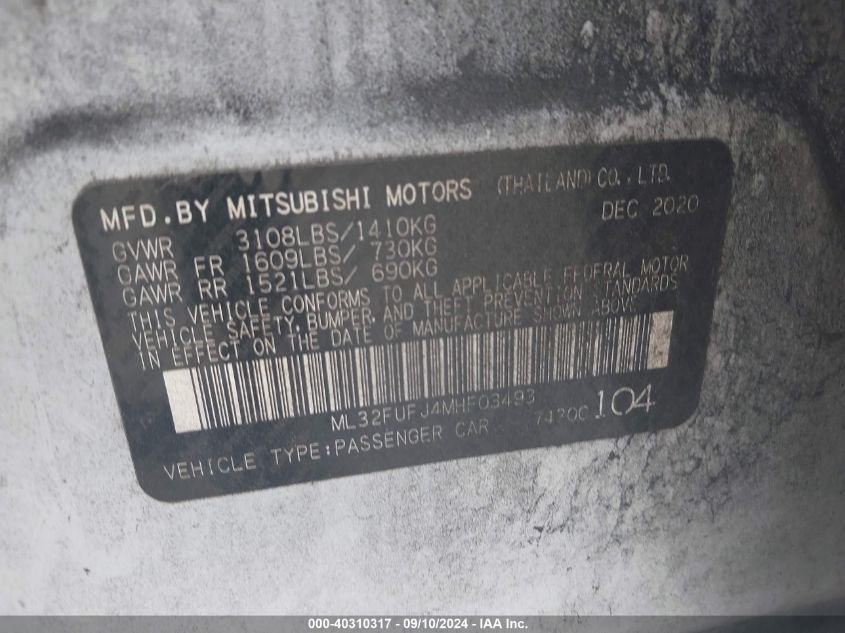 MFD.BY MITSUBISHI MOTORS (THAILAND) CO., LTD.
DEC 2020
GVWR 3108LBS/1410KG
GAWR FR 1609LBS/ 730KG
GAWR RR 1521LBS/ 690KG
THIS VEHICLE CONFORMS TO ALL APPLICABLE FEDERAL MOTOR
VEHICLE SAFETY, BUMPER, AND THEFT PREVENTION STANDARDS
IN EFFECT ON THE DATE OF MANUFACTURE SHOWN ABOVE
ML32FUFJ4MHF03493
VEHICLE TYPE:PASSENGER CAR 104
000-40310317 - 09/10/2024 - IAA Inc.